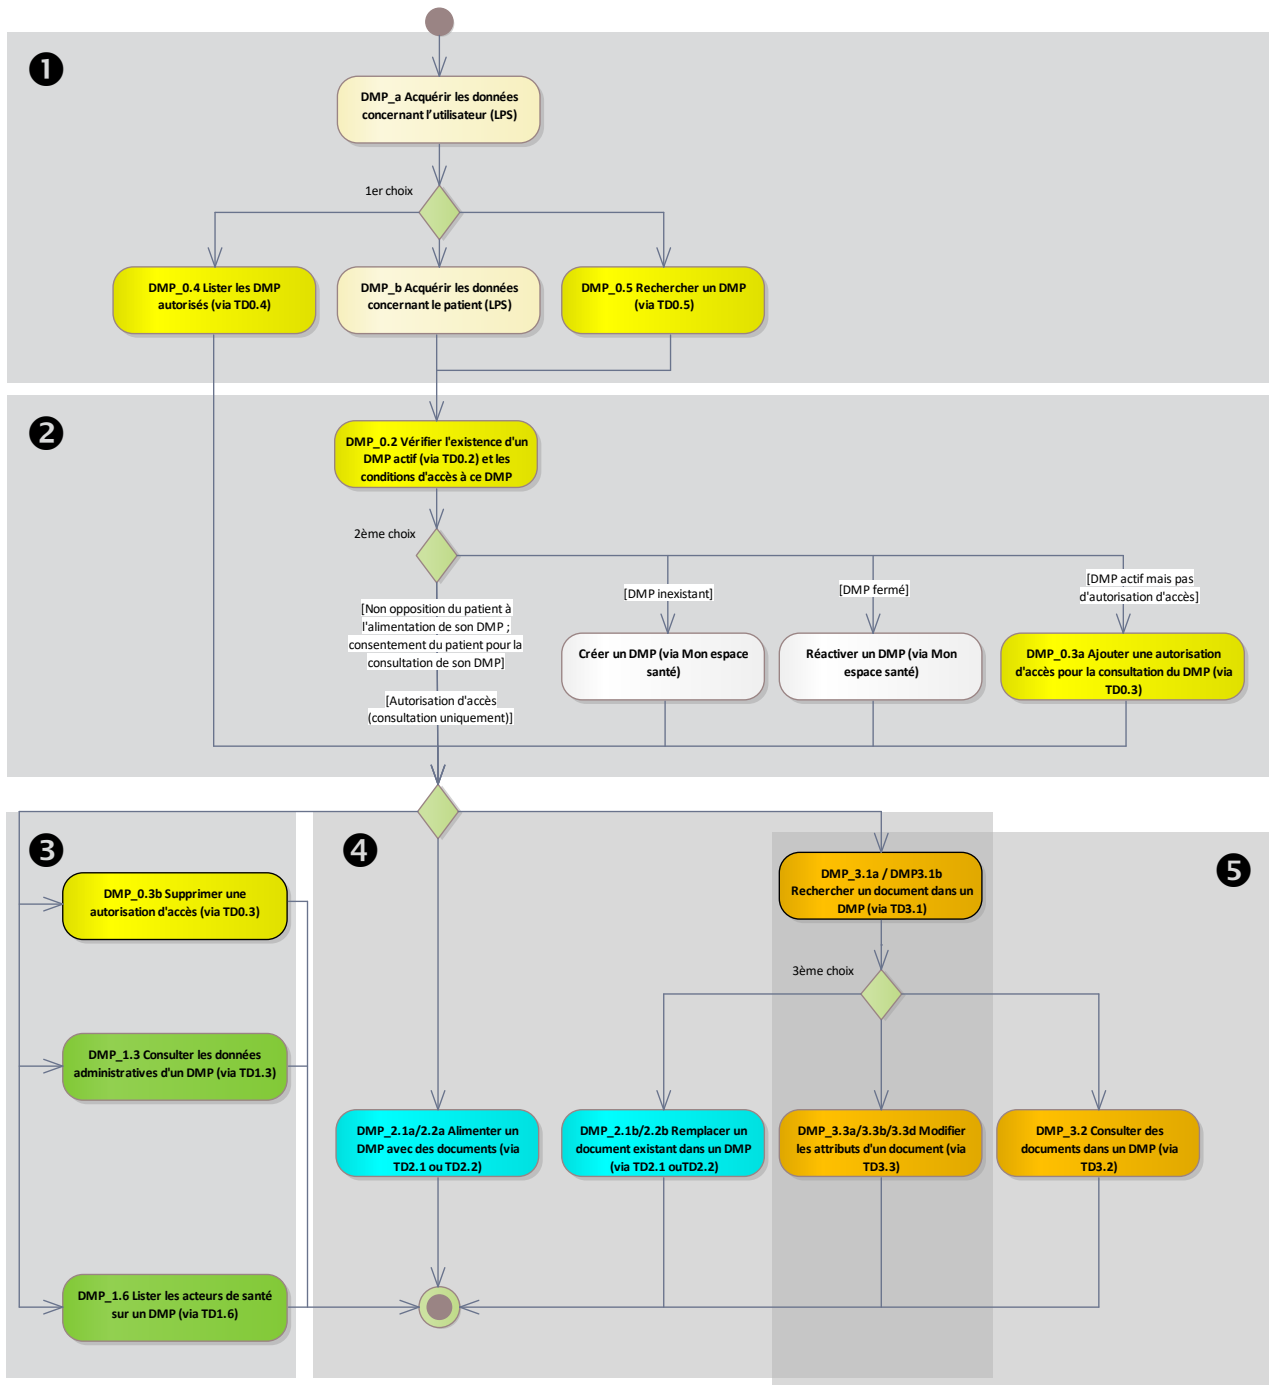 ❶
DMP_a Acquérir les données
concernant l'utilisateur (LPS)
1er choix
DMP_0.4 Lister les DMP
autorisés (via TD0.4)
DMP_b Acquérir les données
concernant le patient (LPS)
DMP_0.5 Rechercher un DMP
(via TD0.5)
❷
DMP_0.2 Vérifier l'existence d'un
DMP actif (via TD0.2) et les
conditions d'accès à ce DMP
2ème choix
[Non opposition du patient à
l'alimentation de son DMP ;
consentement du patient pour la
consultation de son DMP]
[Autorisation d'accès
(consultation uniquement)]
[DMP inexistant]
[DMP fermé]
[DMP actif mais pas
d'autorisation d'accès]
Créer un DMP (via Mon espace
santé)
Réactiver un DMP (via Mon
espace santé)
DMP_0.3a Ajouter une autorisation
d'accès pour la consultation du DMP (via
TD0.3)
❸
DMP_0.3b Supprimer une
autorisation d'accès (via TD0.3)
DMP_1.3 Consulter les données
administratives d'un DMP (via TD1.3)
DMP_1.6 Lister les acteurs de santé
sur un DMP (via TD1.6)
❹
❺
DMP_3.1a / DMP3.1b
Rechercher un document dans un
DMP (via TD3.1)
3ème choix
DMP_2.1a/2.2a Alimenter un
DMP avec des documents (via
TD2.1 ou TD2.2)
DMP_2.1b/2.2b Remplacer un
document existant dans un DMP
(via TD2.1 ouTD2.2)
DMP_3.3a/3.3b/3.3d Modifier
les attributs d'un document (via
TD3.3)
DMP_3.2 Consulter des
documents dans un DMP (via
TD3.2)